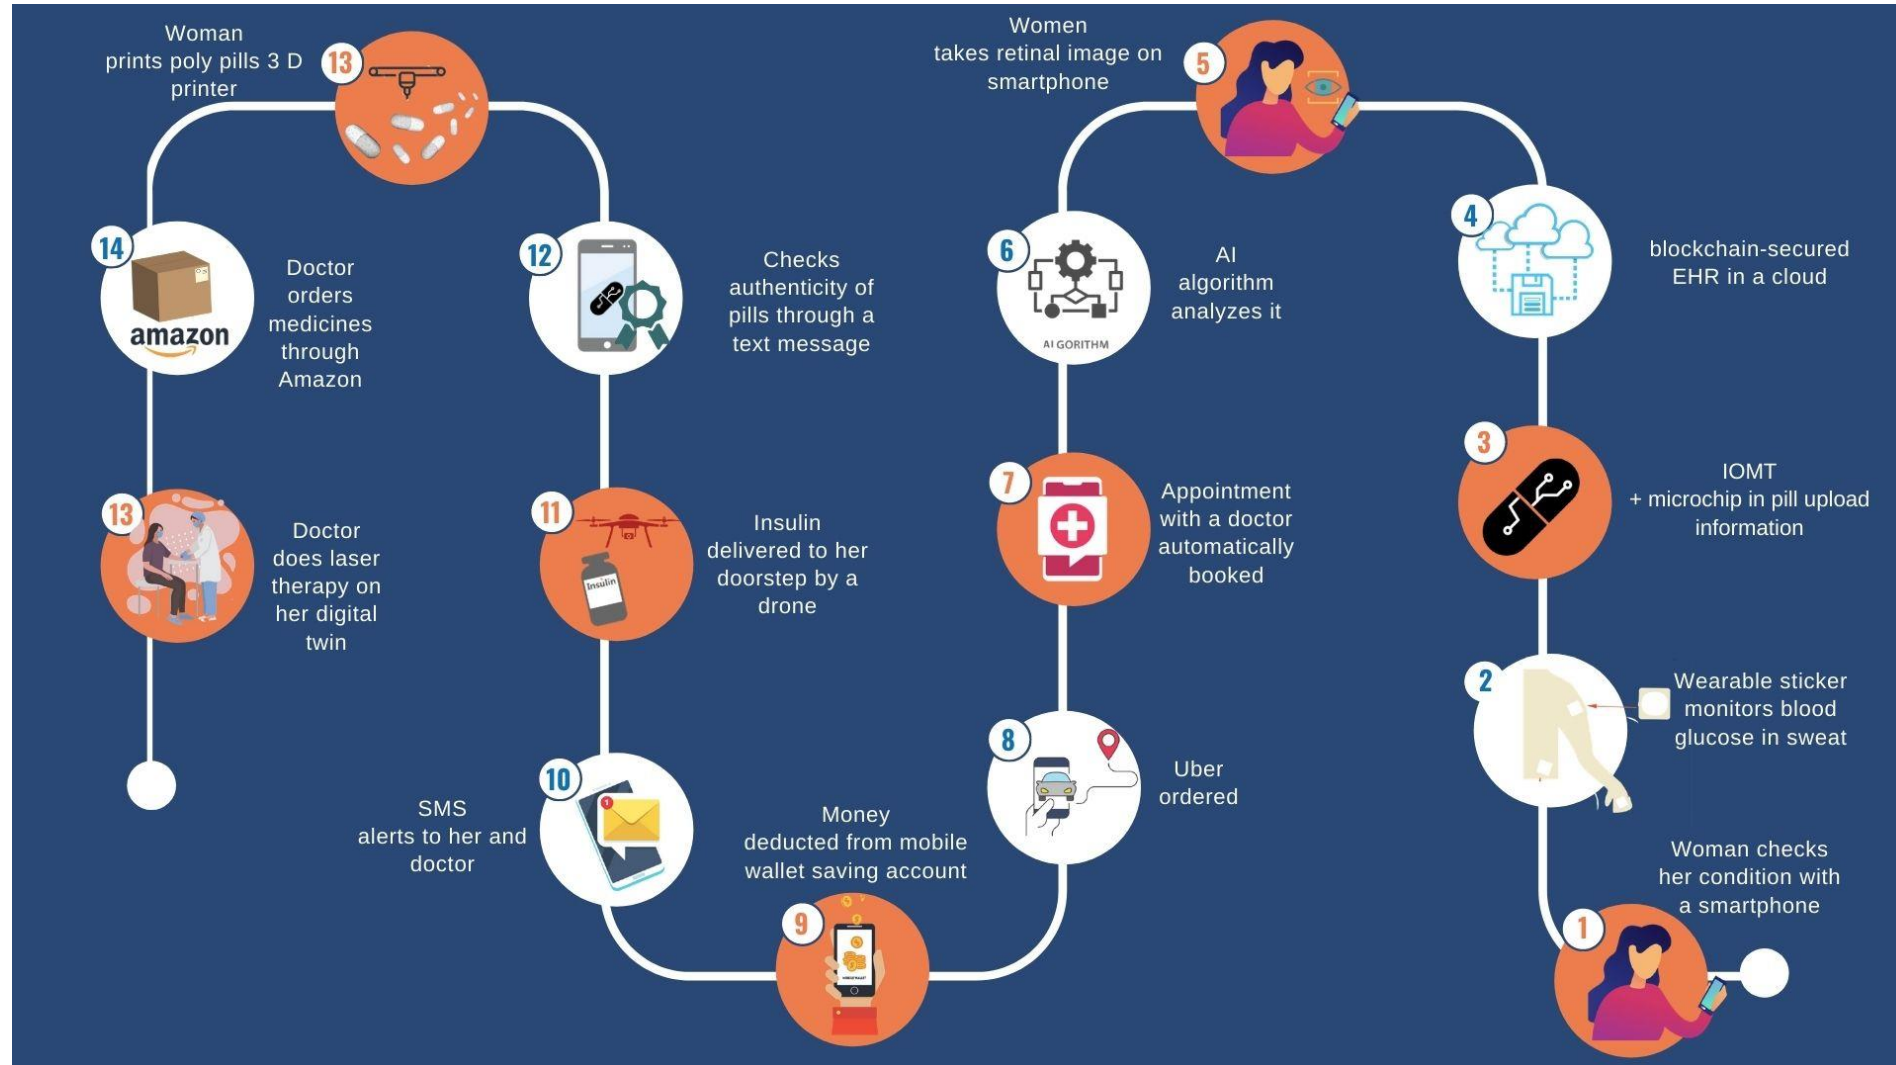 1
Woman checks
her condition with
a smartphone
2
Wearable sticker
monitors blood
glucose in sweat
3
IOMT
+ microchip in pill upload
information
4
blockchain-secured
EHR in a cloud
5
Women
takes retinal image on
smartphone
6
AI
algorithm
analyzes it
AI GORITHM
7
Appointment
with a doctor
automatically
booked
8
Uber
ordered
9
Money
deducted from mobile
wallet saving account
10
1
SMS
alerts to her and
doctor
11
Insulin
delivered to her
doorstep by a
drone
Insulin
12
Checks
authenticity of
pills through a
text message
13
Woman
prints poly pills 3 D
printer
14
Doctor
orders
medicines
through
Amazon
amazon
13
Doctor
does laser
therapy on
her digital
twin